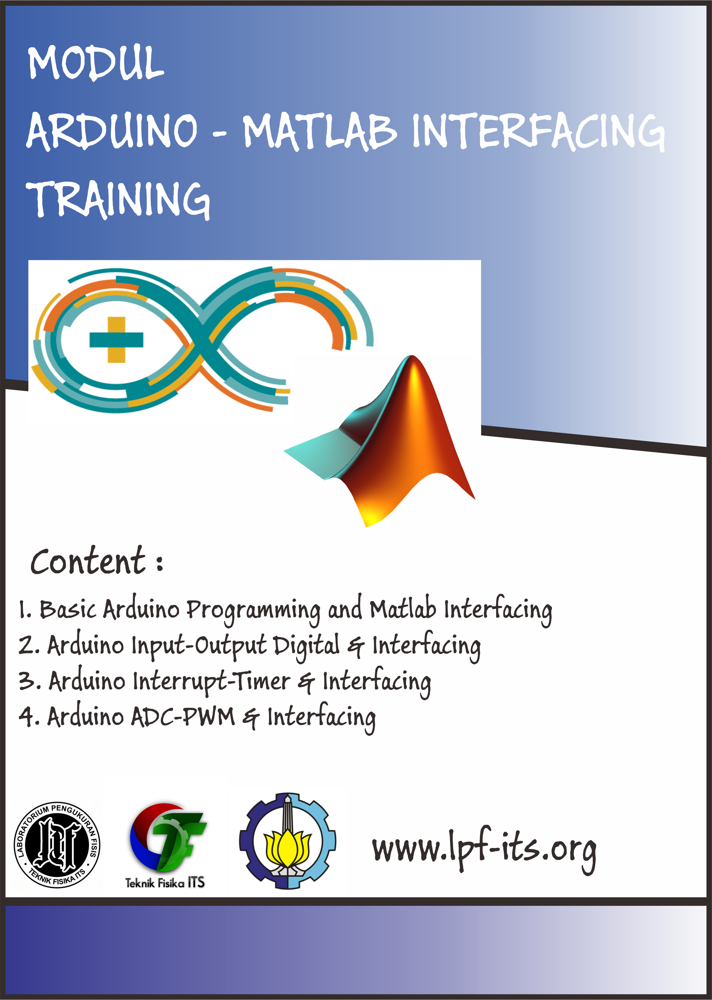 MODUL
ARDUINO - MATLAB INTERFACING
TRAINING
Content :
1. Basic Arduino Programming and Matlab Interfacing
2. Arduino Input-Output Digital & Interfacing
3. Arduino Interrupt-Timer & Interfacing
4. Arduino ADC-PWM & Interfacing
LABORATORIUM PENGUKURAN FISIS
LPF
• TEKNIK FISIKA ITS •
TF
Teknik Fisika ITS
www.lpf-its.org